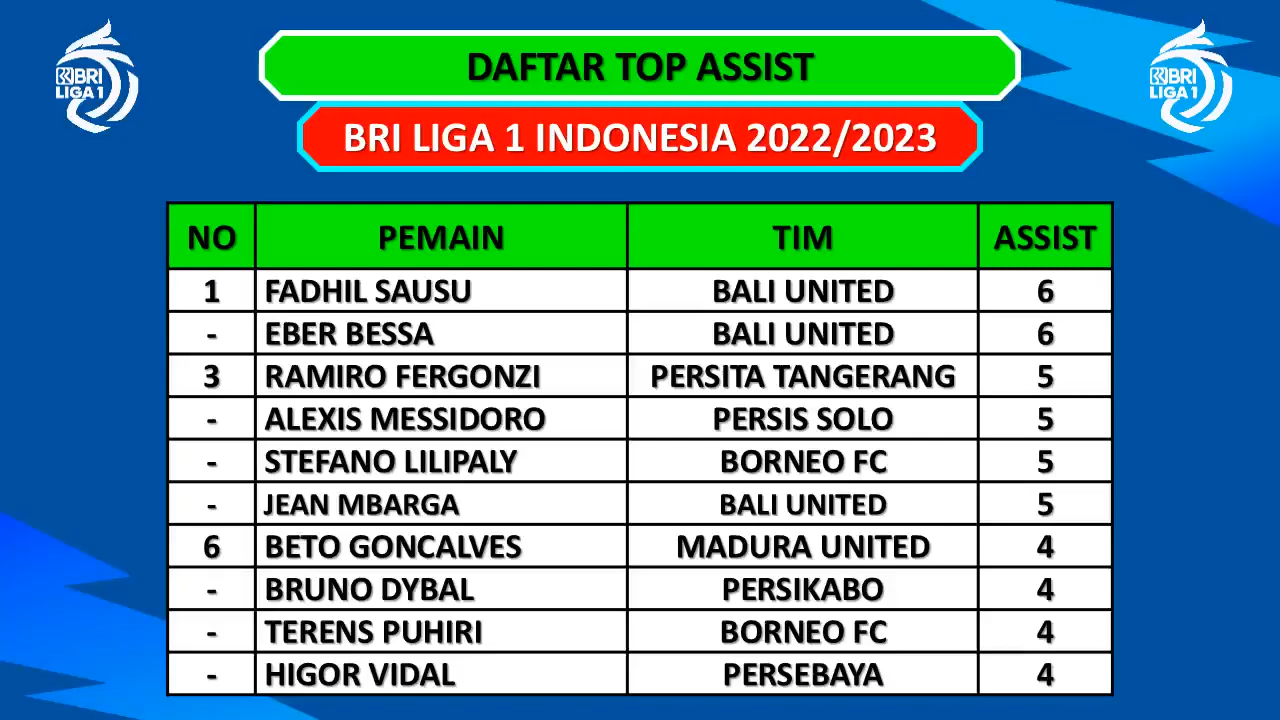 BRI
LIGA 1
DAFTAR TOP ASSIST
BRI
LIGA 1
BRI LIGA 1 INDONESIA 2022/2023
NO PEMAIN TIM ASSIST
1 FADHIL SAUSU BALI UNITED 6
- EBER BESSA BALI UNITED 6
3 RAMIRO FERGONZI PERSITA TANGERANG 5
- ALEXIS MESSIDORO PERSIS SOLO 5
- STEFANO LILIPALY BORNEO FC 5
- JEAN MBARGA BALI UNITED 5
6 BETO GONCALVES MADURA UNITED 4
- BRUNO DYBAL PERSIKABO 4
- TERENS PUHIRI BORNEO FC 4
- HIGOR VIDAL PERSEBAYA 4